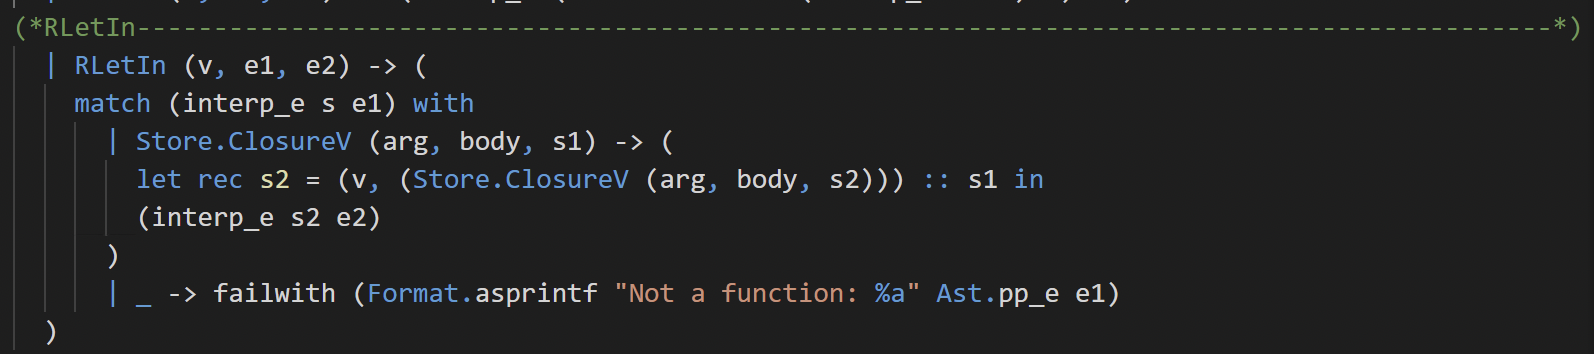 (*RLetIn--------------------------------------------------------------------------------------------*)
| RLetIn (v, e1, e2) -> (
match (interp_e s e1) with
| Store.ClosureV (arg, body, s1) -> (
let rec s2 = (v, (Store.ClosureV (arg, body, s2))) :: s1 in
(interp_e s2 e2)
)
| _ -> failwith (Format.asprintf "Not a function: %a" Ast.pp_e e1)
)